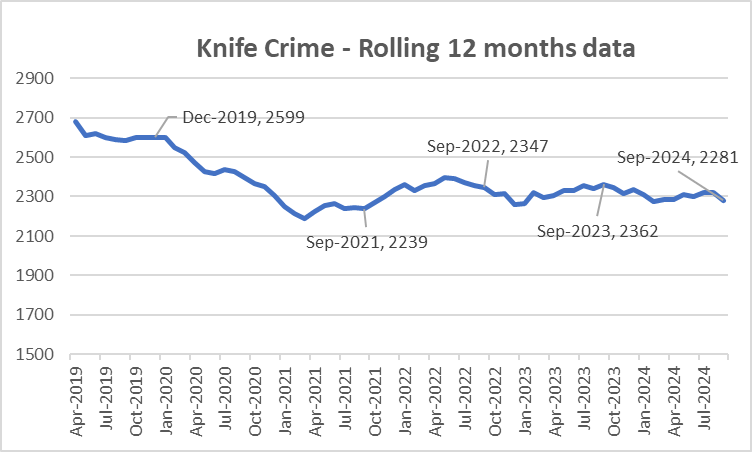 Knife Crime - Rolling 12 months data
2900
2700
2500
2300
2100
1900
1700
1500
Dec-2019, 2599
Sep-2022, 2347
Sep-2024, 2281
Sep-2021, 2239
Sep-2023, 2362
Apr-2019
Jul-2019
Oct-2019
Jan-2020
Apr-2020
Jul-2020
Oct-2020
Jan-2021
Apr-2021
Jul-2021
Oct-2021
Jan-2022
Apr-2022
Jul-2022
Oct-2022
Jan-2023
Apr-2023
Jul-2023
Oct-2023
Jan-2024
Apr-2024
Jul-2024